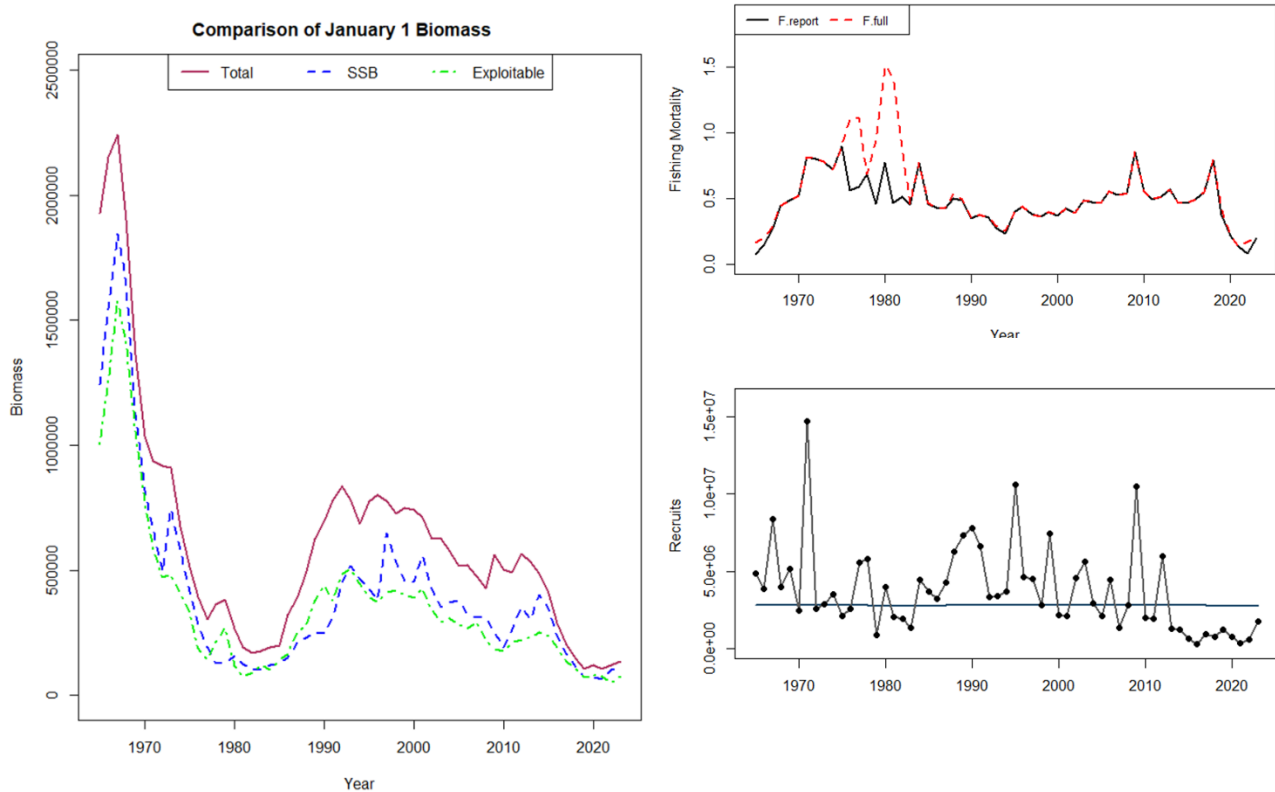 Comparison of January 1 Biomass
Total SSB Exploitable
Biomass
2500000
2000000
1500000
1000000
500000
0
1970 1980 1990 2000 2010 2020
Year
F.report F.full
Fishing Mortality
1.5
1.0
0.5
0.0
1970 1980 1990 2000 2010 2020
Year
Recruits
1.5e+07
1.0e+07
5.0e+06
0.0e+00
1970 1980 1990 2000 2010 2020